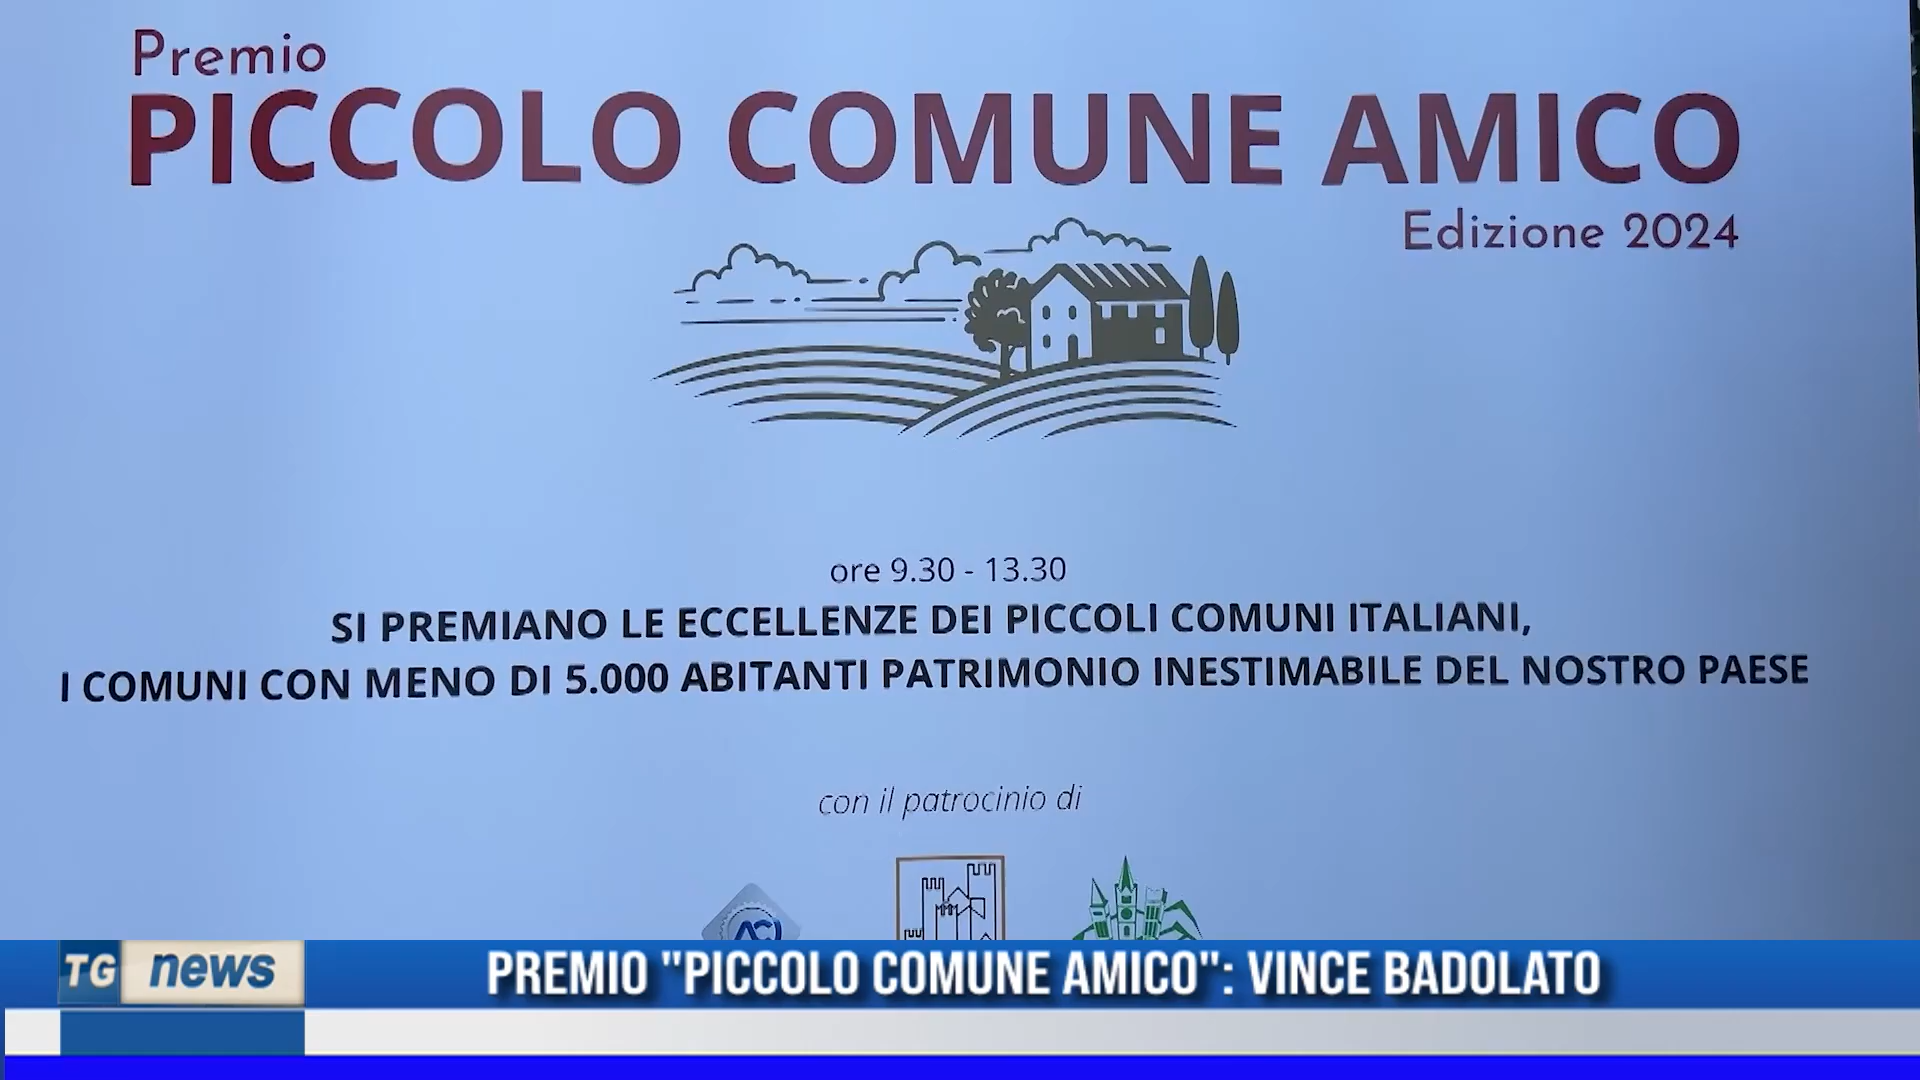 Premio
PICCOLO COMUNE AMICO
Edizione 2024
ore 9.30 - 13.30
SI PREMIANO LE ECCELLENZE DEI PICCOLI COMUNI ITALIANI,
I COMUNI CON MENO DI 5.000 ABITANTI PATRIMONIO INESTIMABILE DEL NOSTRO PAESE
con il patrocinio di
TG news
PREMIO "PICCOLO COMUNE AMICO": VINCE BADOLATO